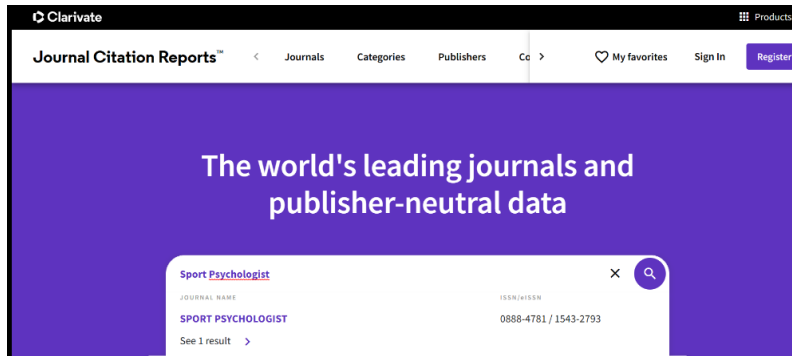 Clarivate
Products
Journal Citation Reports™
Journals
Categories
Publishers
Co
My favorites
Sign In
Register
The world's leading journals and
publisher-neutral data
Sport Psychologist
JOURNAL NAME
ISSN/eISSN
SPORT PSYCHOLOGIST
0888-4781 / 1543-2793
See 1 result